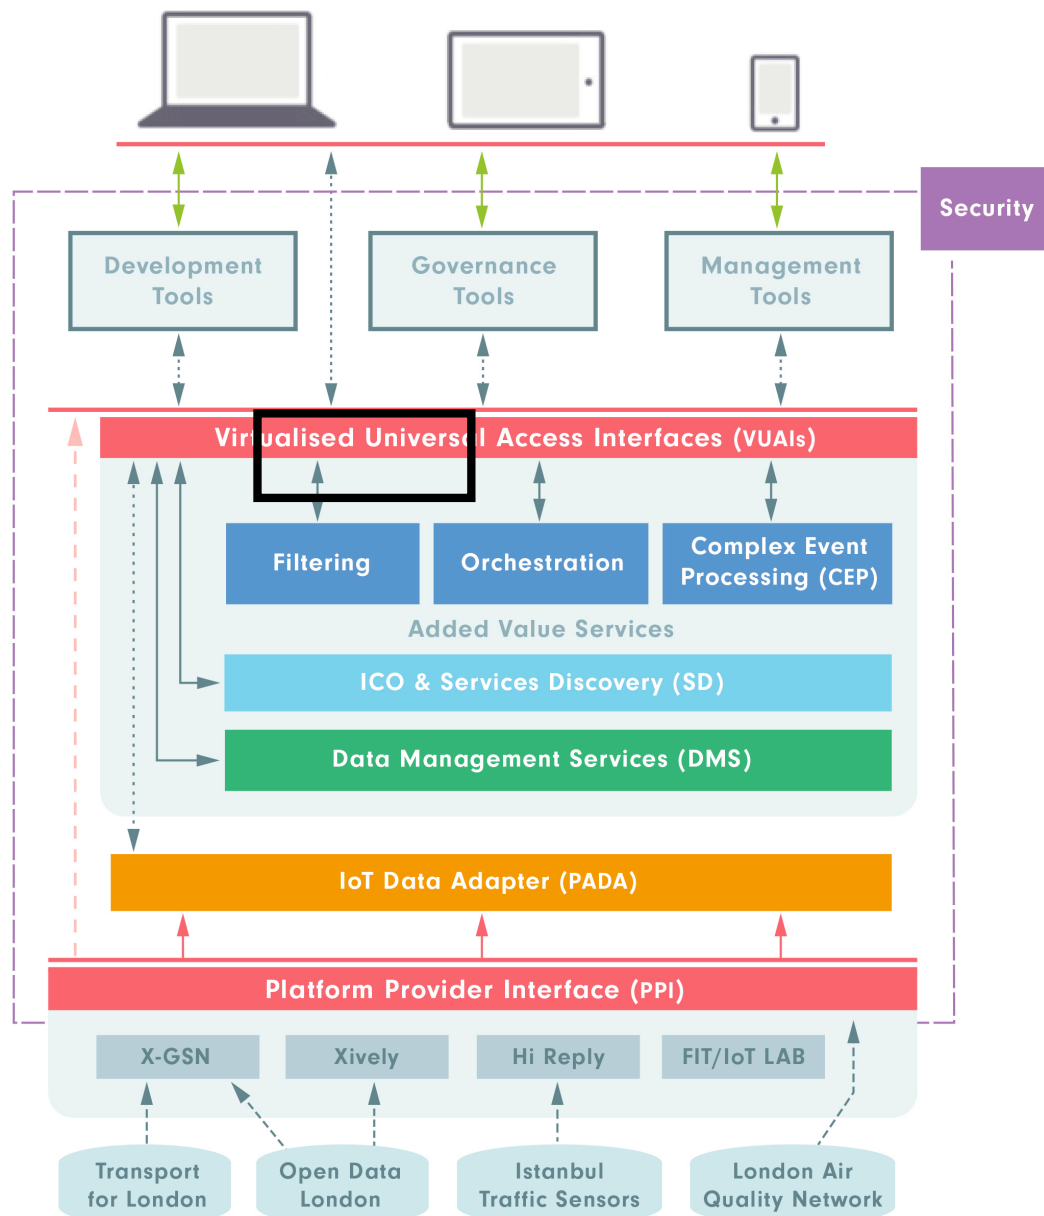 Security
Development
Tools
Governance
Tools
Management
Tools
Virtualised Universal Access Interfaces (VUAIs)
Filtering
Orchestration
Complex Event
Processing (CEP)
Added Value Services
ICO & Services Discovery (SD)
Data Management Services (DMS)
IoT Data Adapter (PADA)
Platform Provider Interface (PPI)
X-GSN
Xively
Hi Reply
FIT/IoT LAB
Transport
for London
Open Data
London
Istanbul
Traffic Sensors
London Air
Quality Network